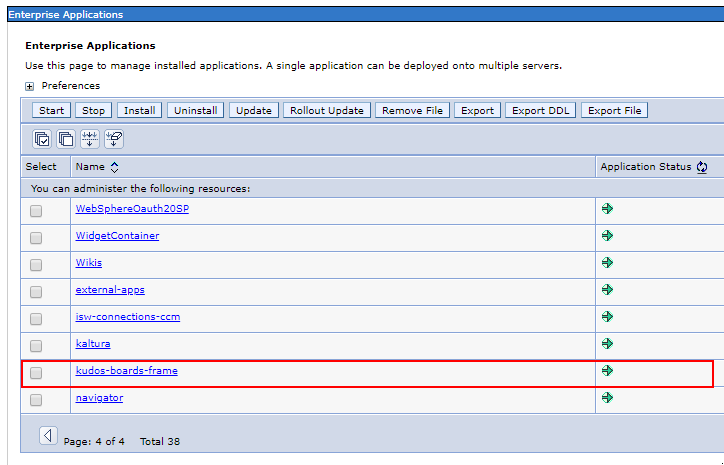 Enterprise Applications
Enterprise Applications
Use this page to manage installed applications. A single application can be deployed onto multiple servers.
Preferences
Start Stop Install Uninstall Update Rollout Update Remove File Export Export DDL Export File
Select Name Application Status
You can administer the following resources:
WebSphereOauth20SP
WidgetContainer
Wikis
external-apps
isw-connections-ccm
kaltura
kudos-boards-frame
navigator
Page: 4 of 4 Total 38